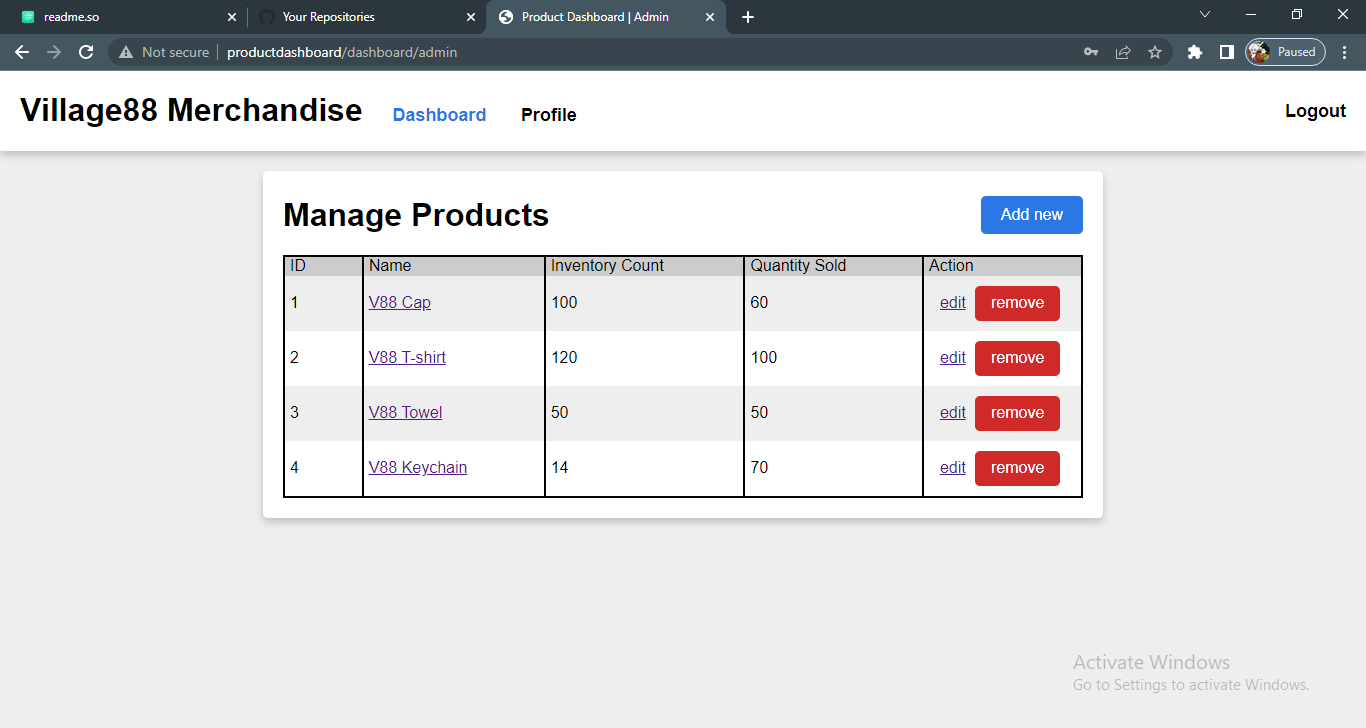 readme.so Your Repositories Product Dashboard | Admin
Not secure productdashboard/dashboard/admin Paused
Village88 Merchandise Dashboard Profile Logout
Manage Products Add new
ID Name Inventory Count Quantity Sold Action
1 V88 Cap 100 60 edit remove
2 V88 T-shirt 120 100 edit remove
3 V88 Towel 50 50 edit remove
4 V88 Keychain 14 70 edit remove
Activate Windows
Go to Settings to activate Windows.